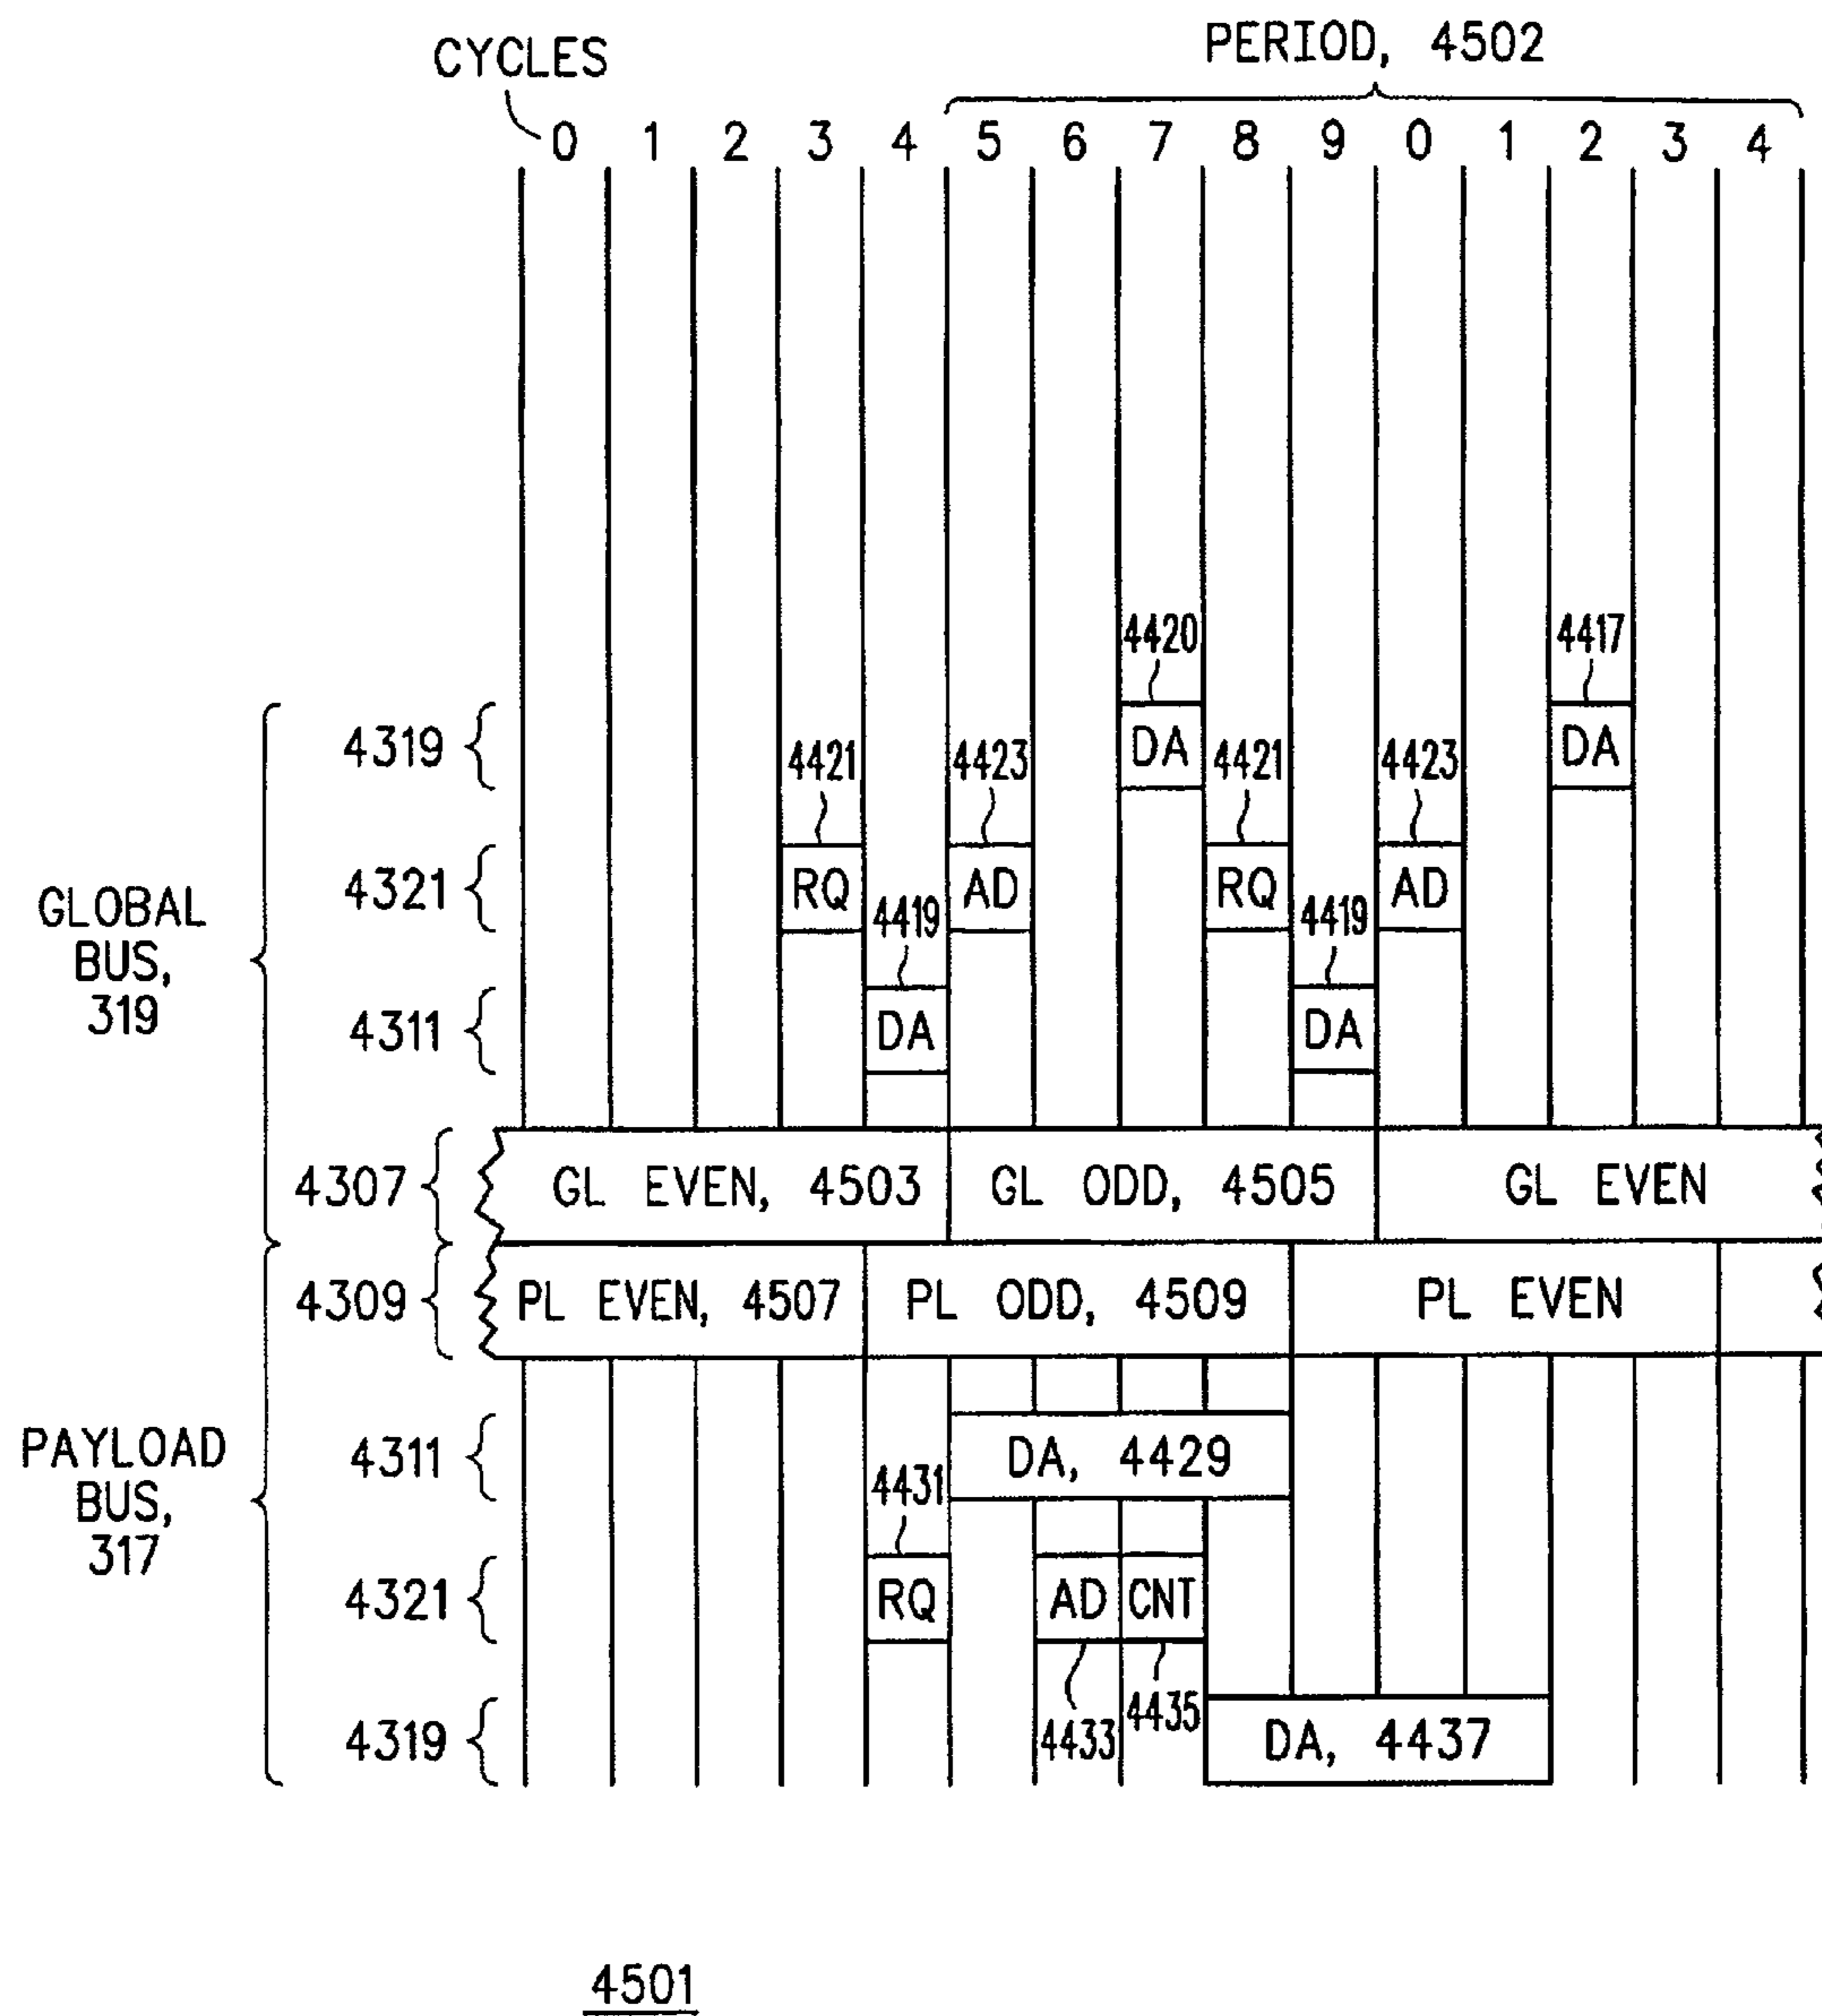 PERIOD, 4502
CYCLES
0 1 2 3 4 5 6 7 8 9 0 1 2 3 4
4420 4417
4319 DA DA
4421 4423 4421 4423
4321 RQ AD RQ AD
4419 4419
4311 DA DA
GLOBAL
BUS,
319
4307 GL EVEN, 4503 GL ODD, 4505 GL EVEN
4309 PL EVEN, 4507 PL ODD, 4509 PL EVEN
PAYLOAD
BUS,
317
4311 DA, 4429
4431
4321 RQ AD CNT
4433 4435
4319 DA, 4437
4501